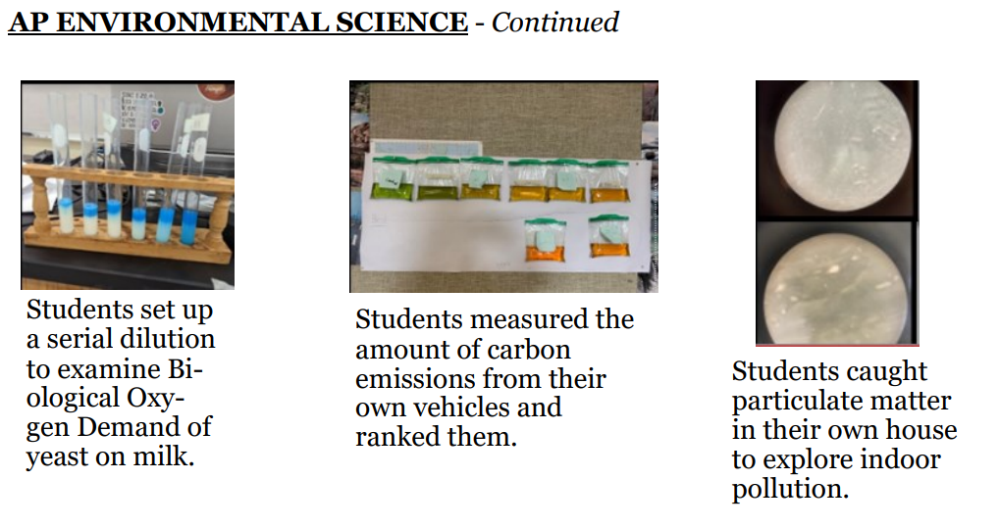 AP ENVIRONMENTAL SCIENCE - Continued
Students set up
a serial dilution
to examine Bi-
ological Oxy-
gen Demand of
yeast on milk.
Students measured the
amount of carbon
emissions from their
own vehicles and
ranked them.
Students caught
particulate matter
in their own house
to explore indoor
pollution.